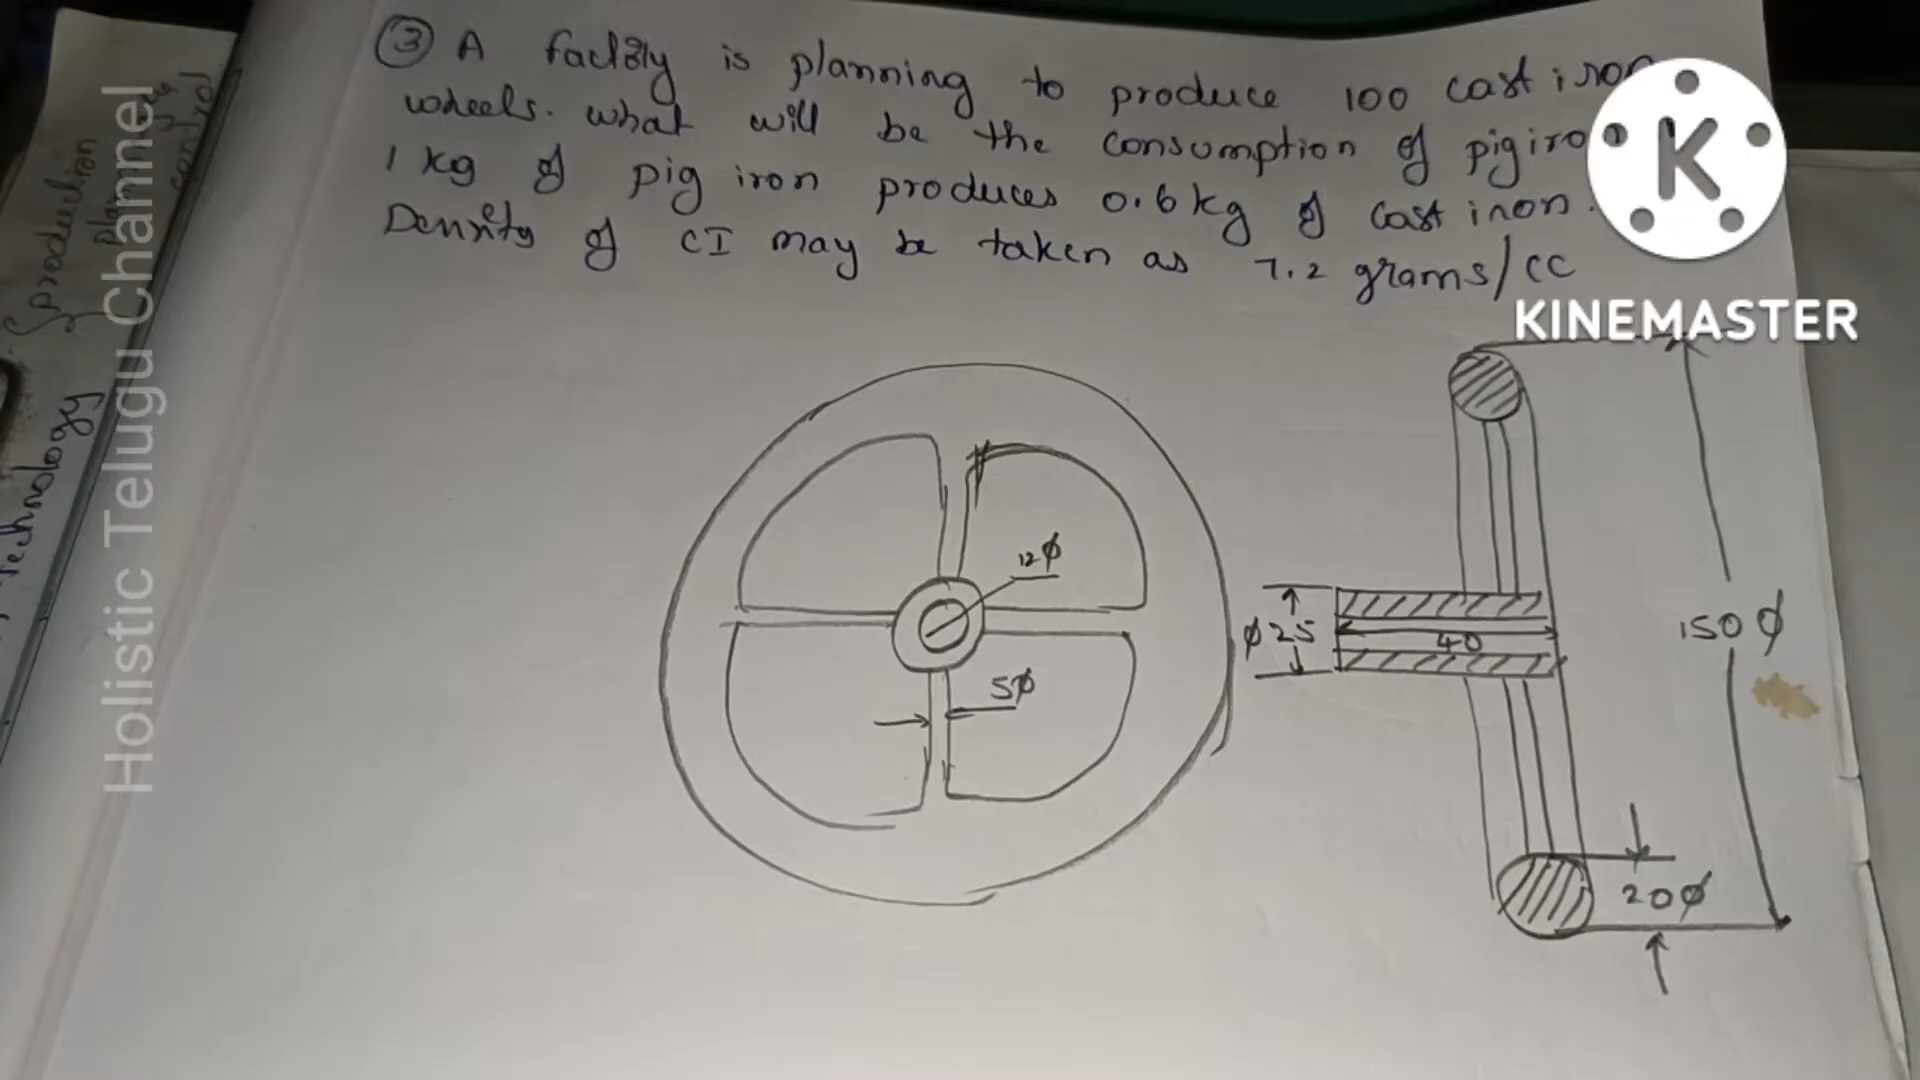 ③ A factory is planning to produce 100 cast iron
wheels. what will be the consumption of pig iron
1 kg of pig iron produces 0.6 kg of cast iron.
Density of CI may be taken as 7.2 grams/cc
K
KINEMASTER
12ϕ
5ϕ
ϕ25
40
150ϕ
20ϕ
Holistic Telugu Channel
production
plan
control
Technology